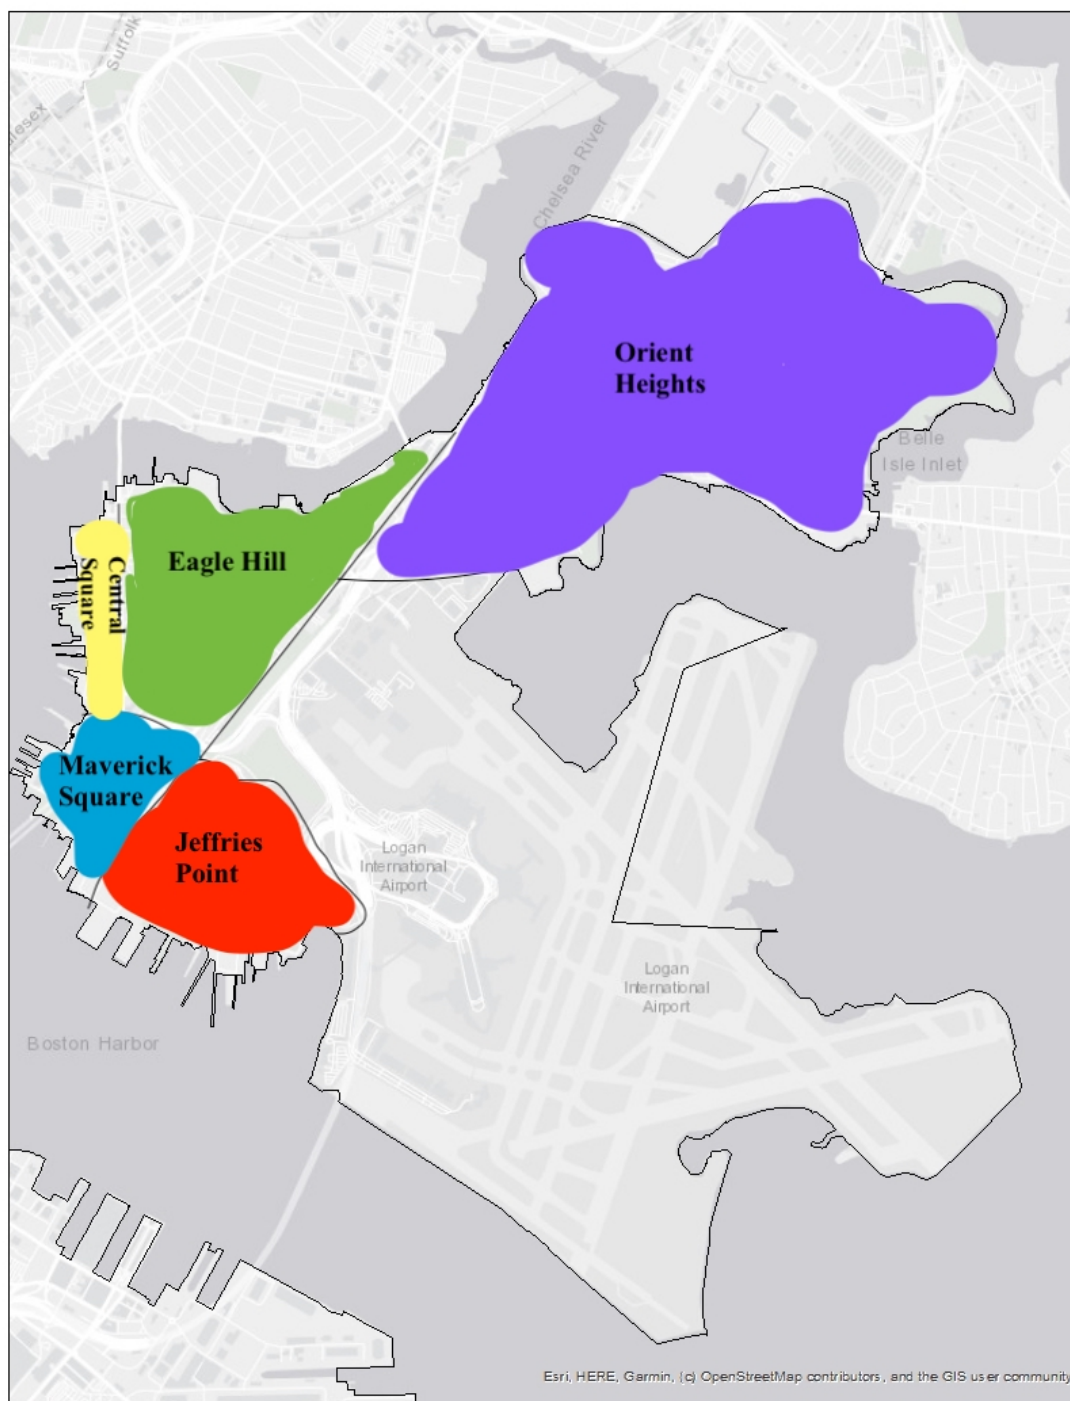 Suffolk
Chelsea River
Orient
Heights
Belle
Isle Inlet
Eagle Hill
Central
Square
Maverick
Square
Jeffries
Point
Logan
International
Airport
Logan
International
Airport
Boston Harbor
Esri, HERE, Garmin, (c) OpenStreetMap contributors, and the GIS user community